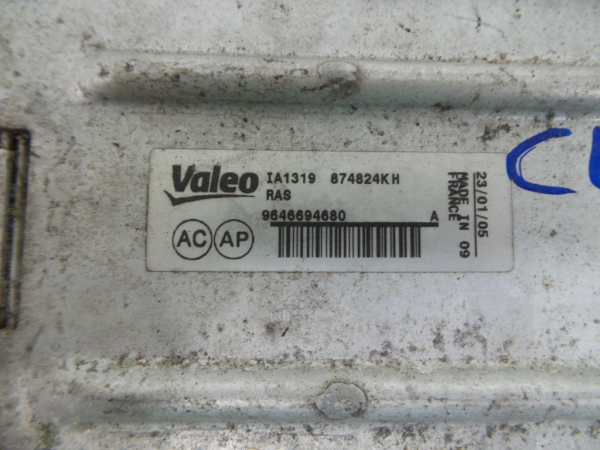 Valeo IA1319 874824KH
RAS
9646694680 A
AC AP
23/01/05
MADE IN 09
FRANCE